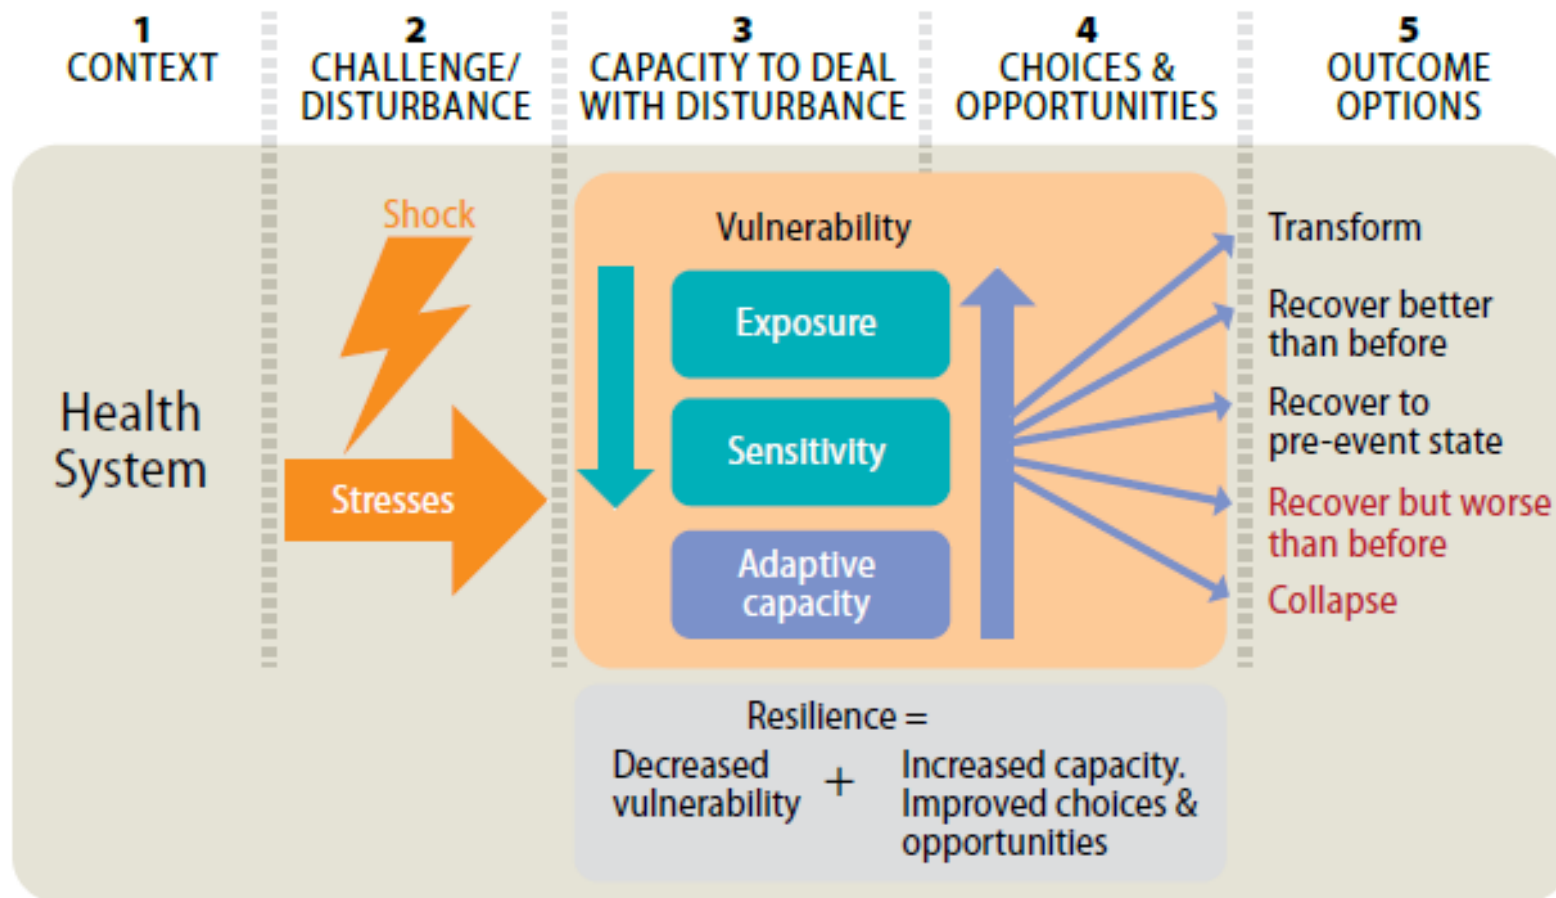 1
CONTEXT
2
CHALLENGE/
DISTURBANCE
3
CAPACITY TO DEAL
WITH DISTURBANCE
4
CHOICES &
OPPORTUNITIES
5
OUTCOME
OPTIONS
Health
System
Shock
Stresses
Vulnerability
Exposure
Sensitivity
Adaptive
capacity
Transform
Recover better
than before
Recover to
pre-event state
Recover but worse
than before
Collapse
Resilience =
Decreased
vulnerability
+
Increased capacity.
Improved choices &
opportunities